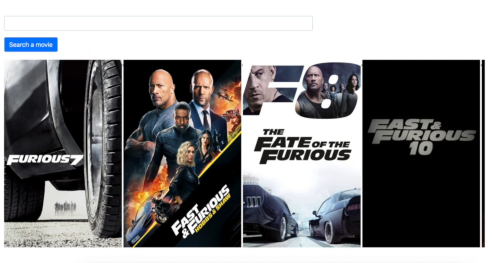 Search a movie
FURIOUS 7
FAST
& FURIOUS
HOBBS & SHAW
F8
THE
FATE OF THE
FURIOUS
FAST &
FURIOUS
10